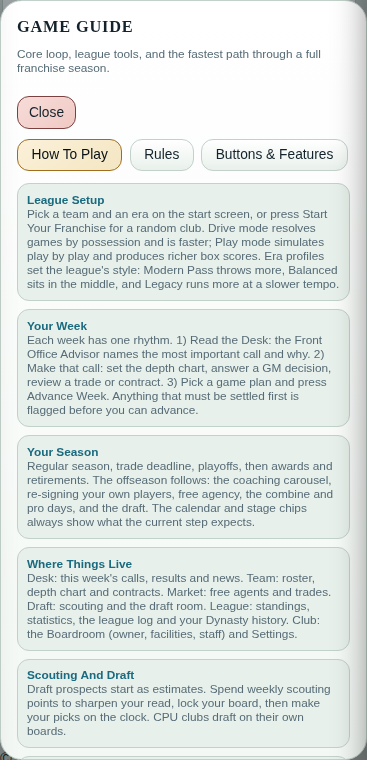 GAME GUIDE
Core loop, league tools, and the fastest path through a full
franchise season.
Close
How To Play
Rules
Buttons & Features
League Setup
Pick a team and an era on the start screen, or press Start
Your Franchise for a random club. Drive mode resolves
games by possession and is faster; Play mode simulates
play by play and produces richer box scores. Era profiles
set the league's style: Modern Pass throws more, Balanced
sits in the middle, and Legacy runs more at a slower tempo.
Your Week
Each week has one rhythm. 1) Read the Desk: the Front
Office Advisor names the most important call and why. 2)
Make that call: set the depth chart, answer a GM decision,
review a trade or contract. 3) Pick a game plan and press
Advance Week. Anything that must be settled first is
flagged before you can advance.
Your Season
Regular season, trade deadline, playoffs, then awards and
retirements. The offseason follows: the coaching carousel,
re-signing your own players, free agency, the combine and
pro days, and the draft. The calendar and stage chips
always show what the current step expects.
Where Things Live
Desk: this week's calls, results and news. Team: roster,
depth chart and contracts. Market: free agents and trades.
Draft: scouting and the draft room. League: standings,
statistics, the league log and your Dynasty history. Club:
the Boardroom (owner, facilities, staff) and Settings.
Scouting And Draft
Draft prospects start as estimates. Spend weekly scouting
points to sharpen your read, lock your board, then make
your picks on the clock. CPU clubs draft on their own
boards.